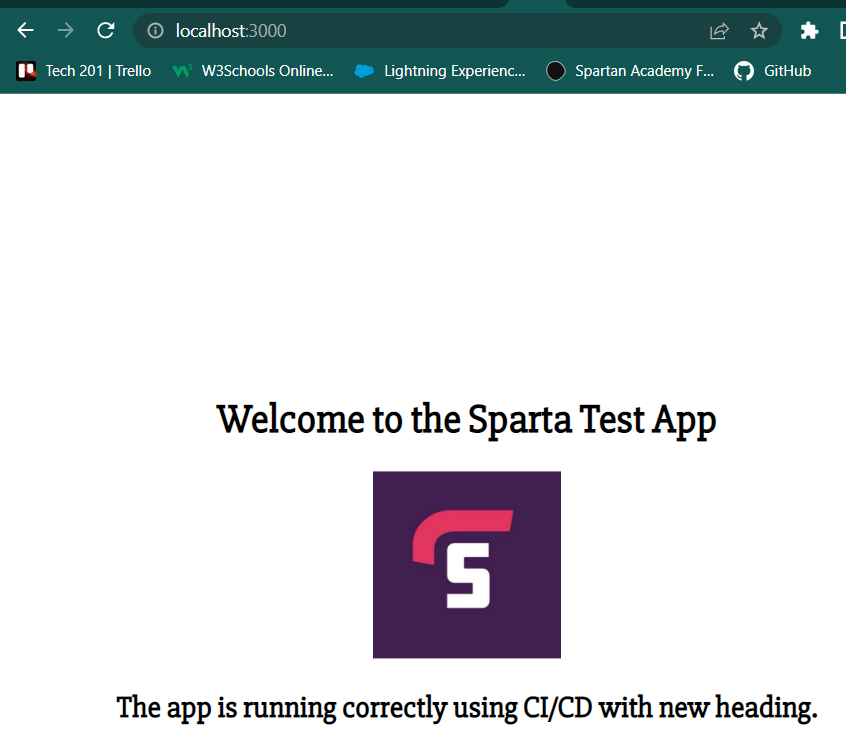 localhost:3000
Tech 201 | Trello W3Schools Online... Lightning Experienc... Spartan Academy F... GitHub
Welcome to the Sparta Test App
S
The app is running correctly using CI/CD with new heading.